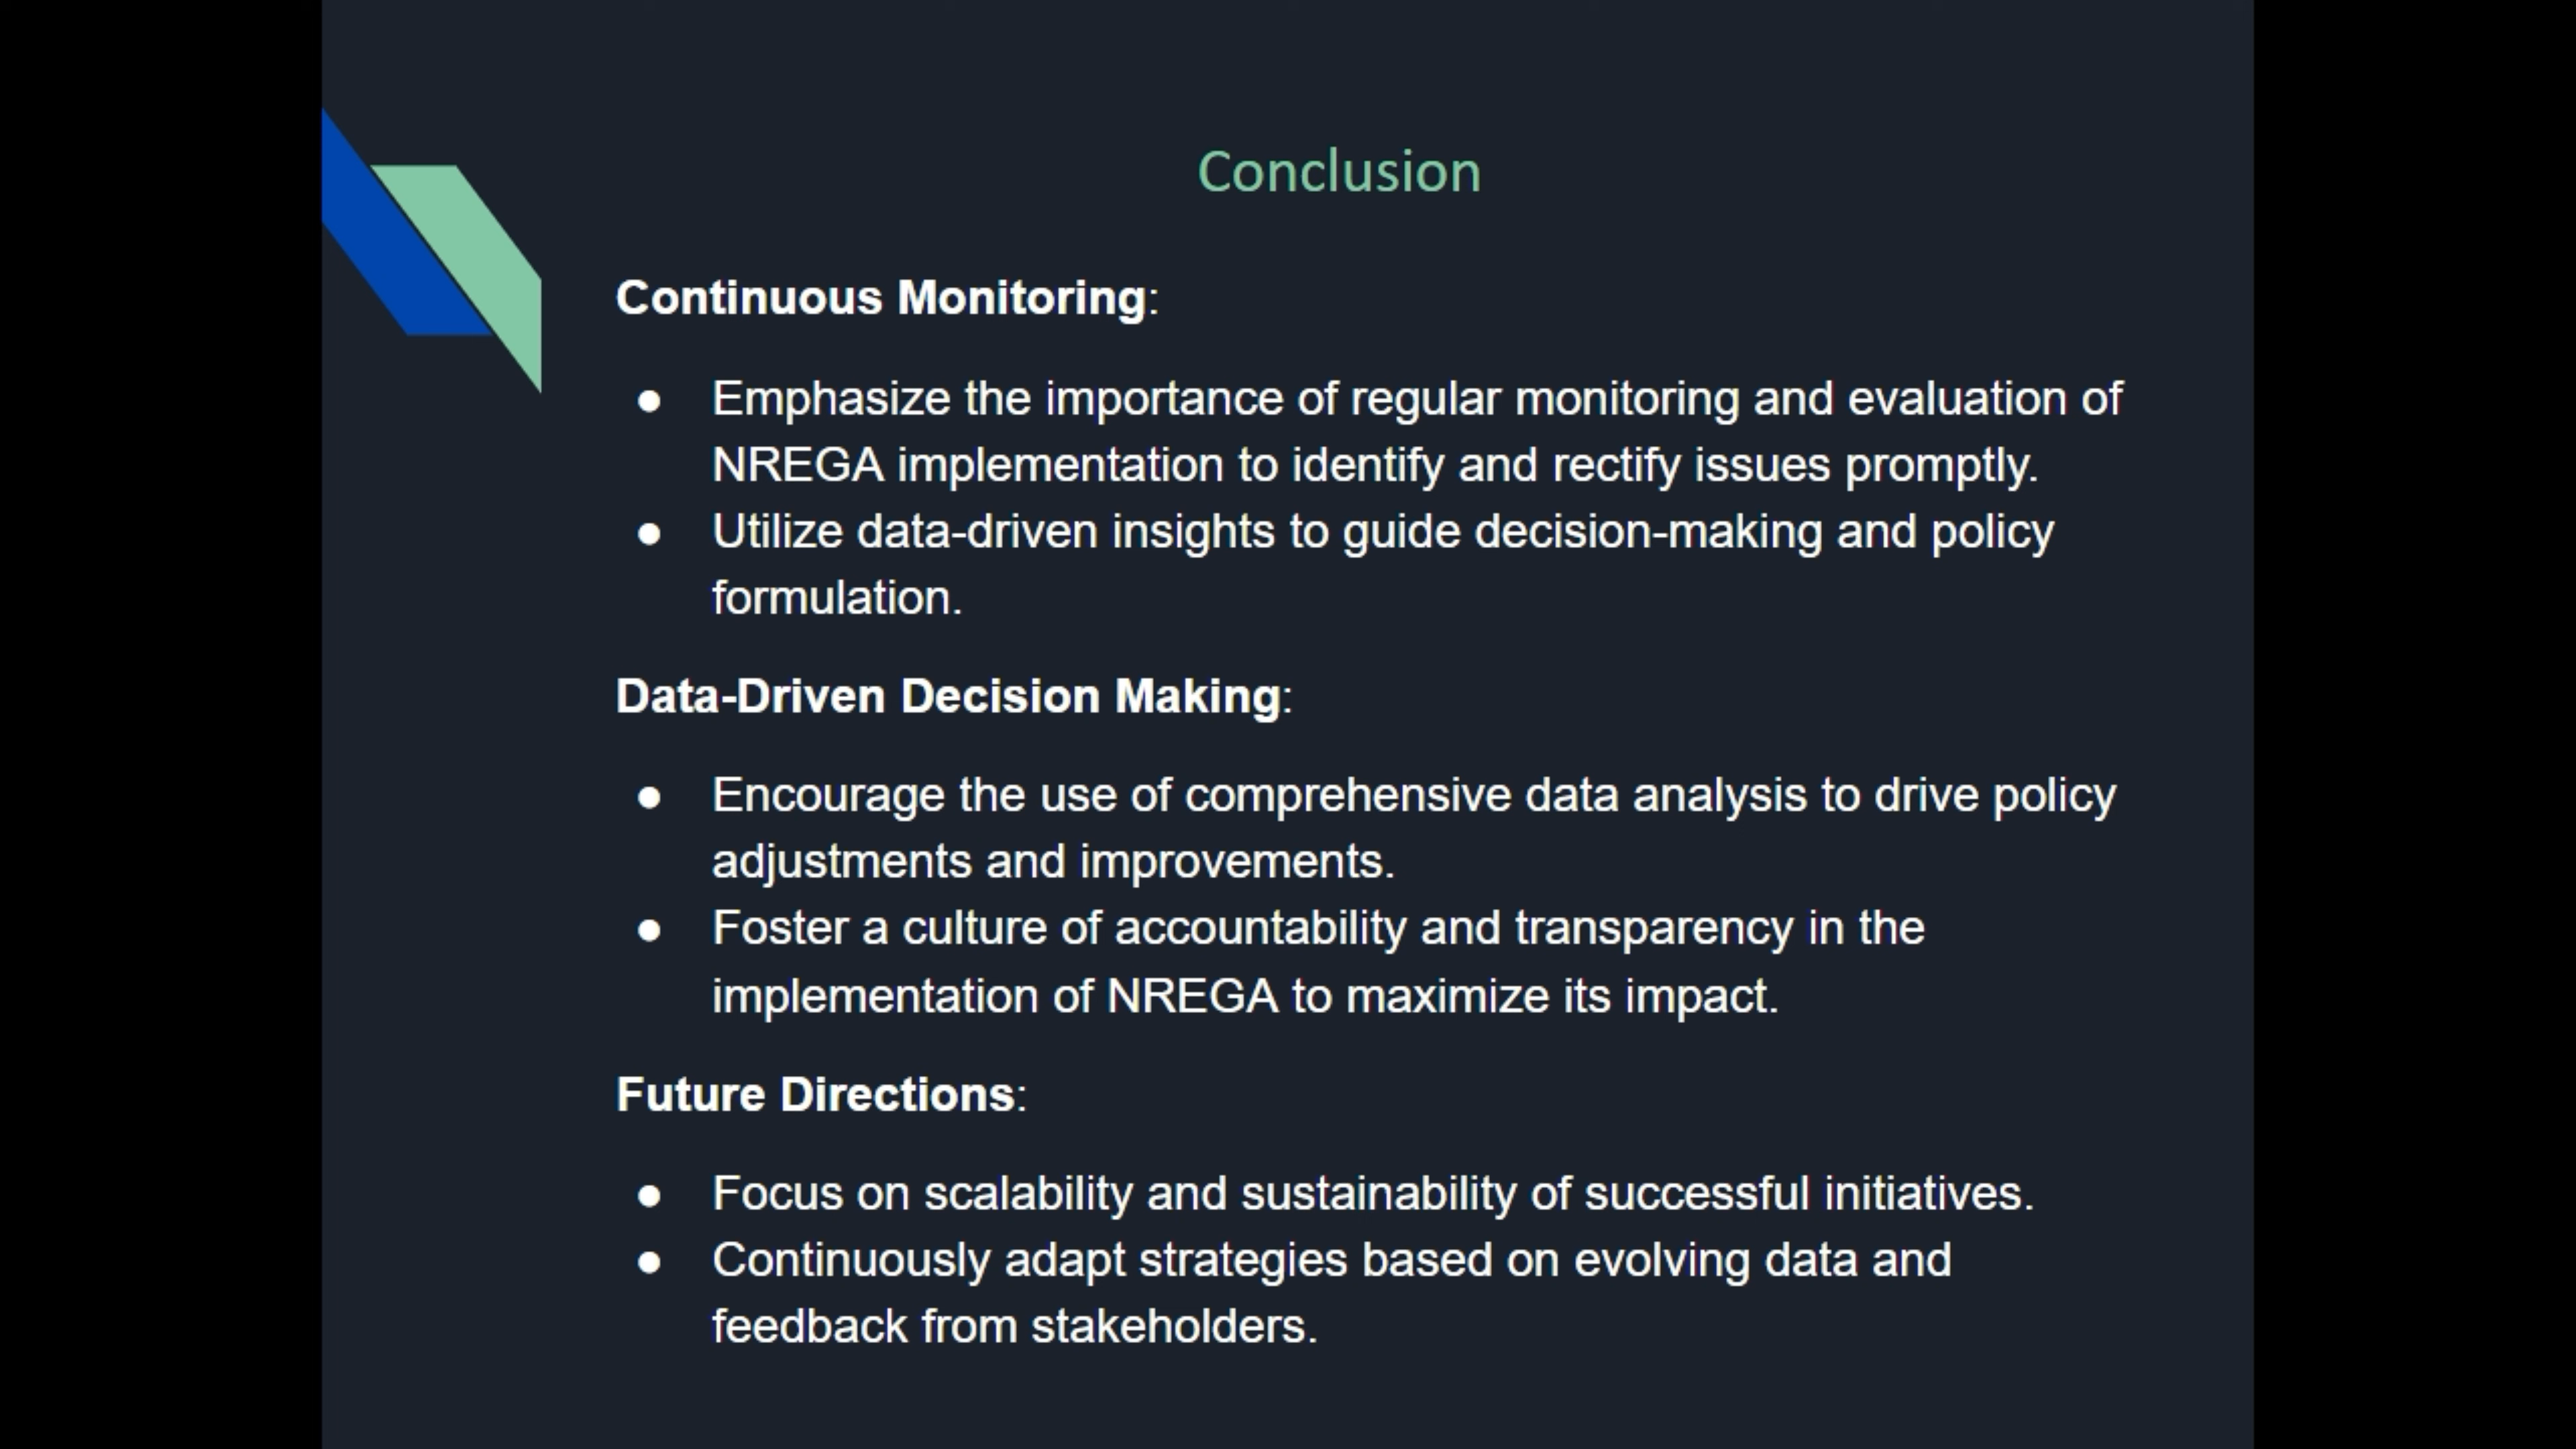 Conclusion
Continuous Monitoring:
● Emphasize the importance of regular monitoring and evaluation of
NREGA implementation to identify and rectify issues promptly.
● Utilize data-driven insights to guide decision-making and policy
formulation.
Data-Driven Decision Making:
● Encourage the use of comprehensive data analysis to drive policy
adjustments and improvements.
● Foster a culture of accountability and transparency in the
implementation of NREGA to maximize its impact.
Future Directions:
● Focus on scalability and sustainability of successful initiatives.
● Continuously adapt strategies based on evolving data and
feedback from stakeholders.